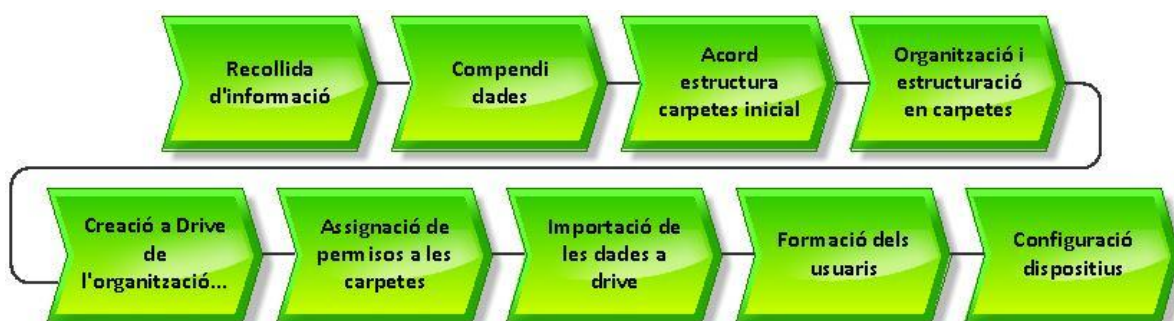 Recollida
d'informació
Compendi
dades
Acord
estructura
carpetes inicial
Organització i
estructuració
en carpetes
Creació a Drive
de
l'organització...
Assignació de
permisos a les
carpetes
Importació de
les dades a
drive
Formació dels
usuaris
Configuració
dispositius